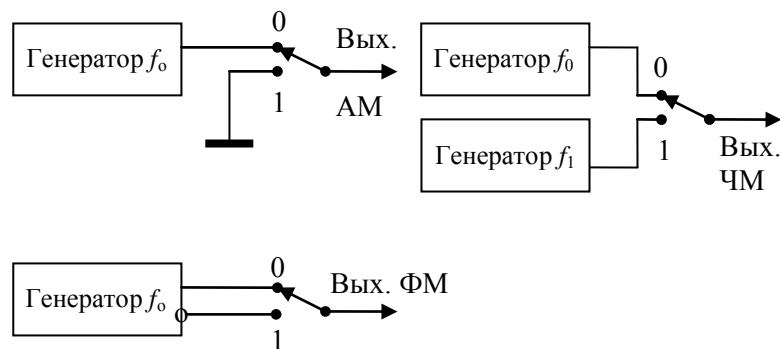 0
Генератор fo
Вых.
1
АМ
Генератор f0
0
Генератор f1
1
Вых.
ЧМ
0
Генератор fo
Вых. ФМ
1